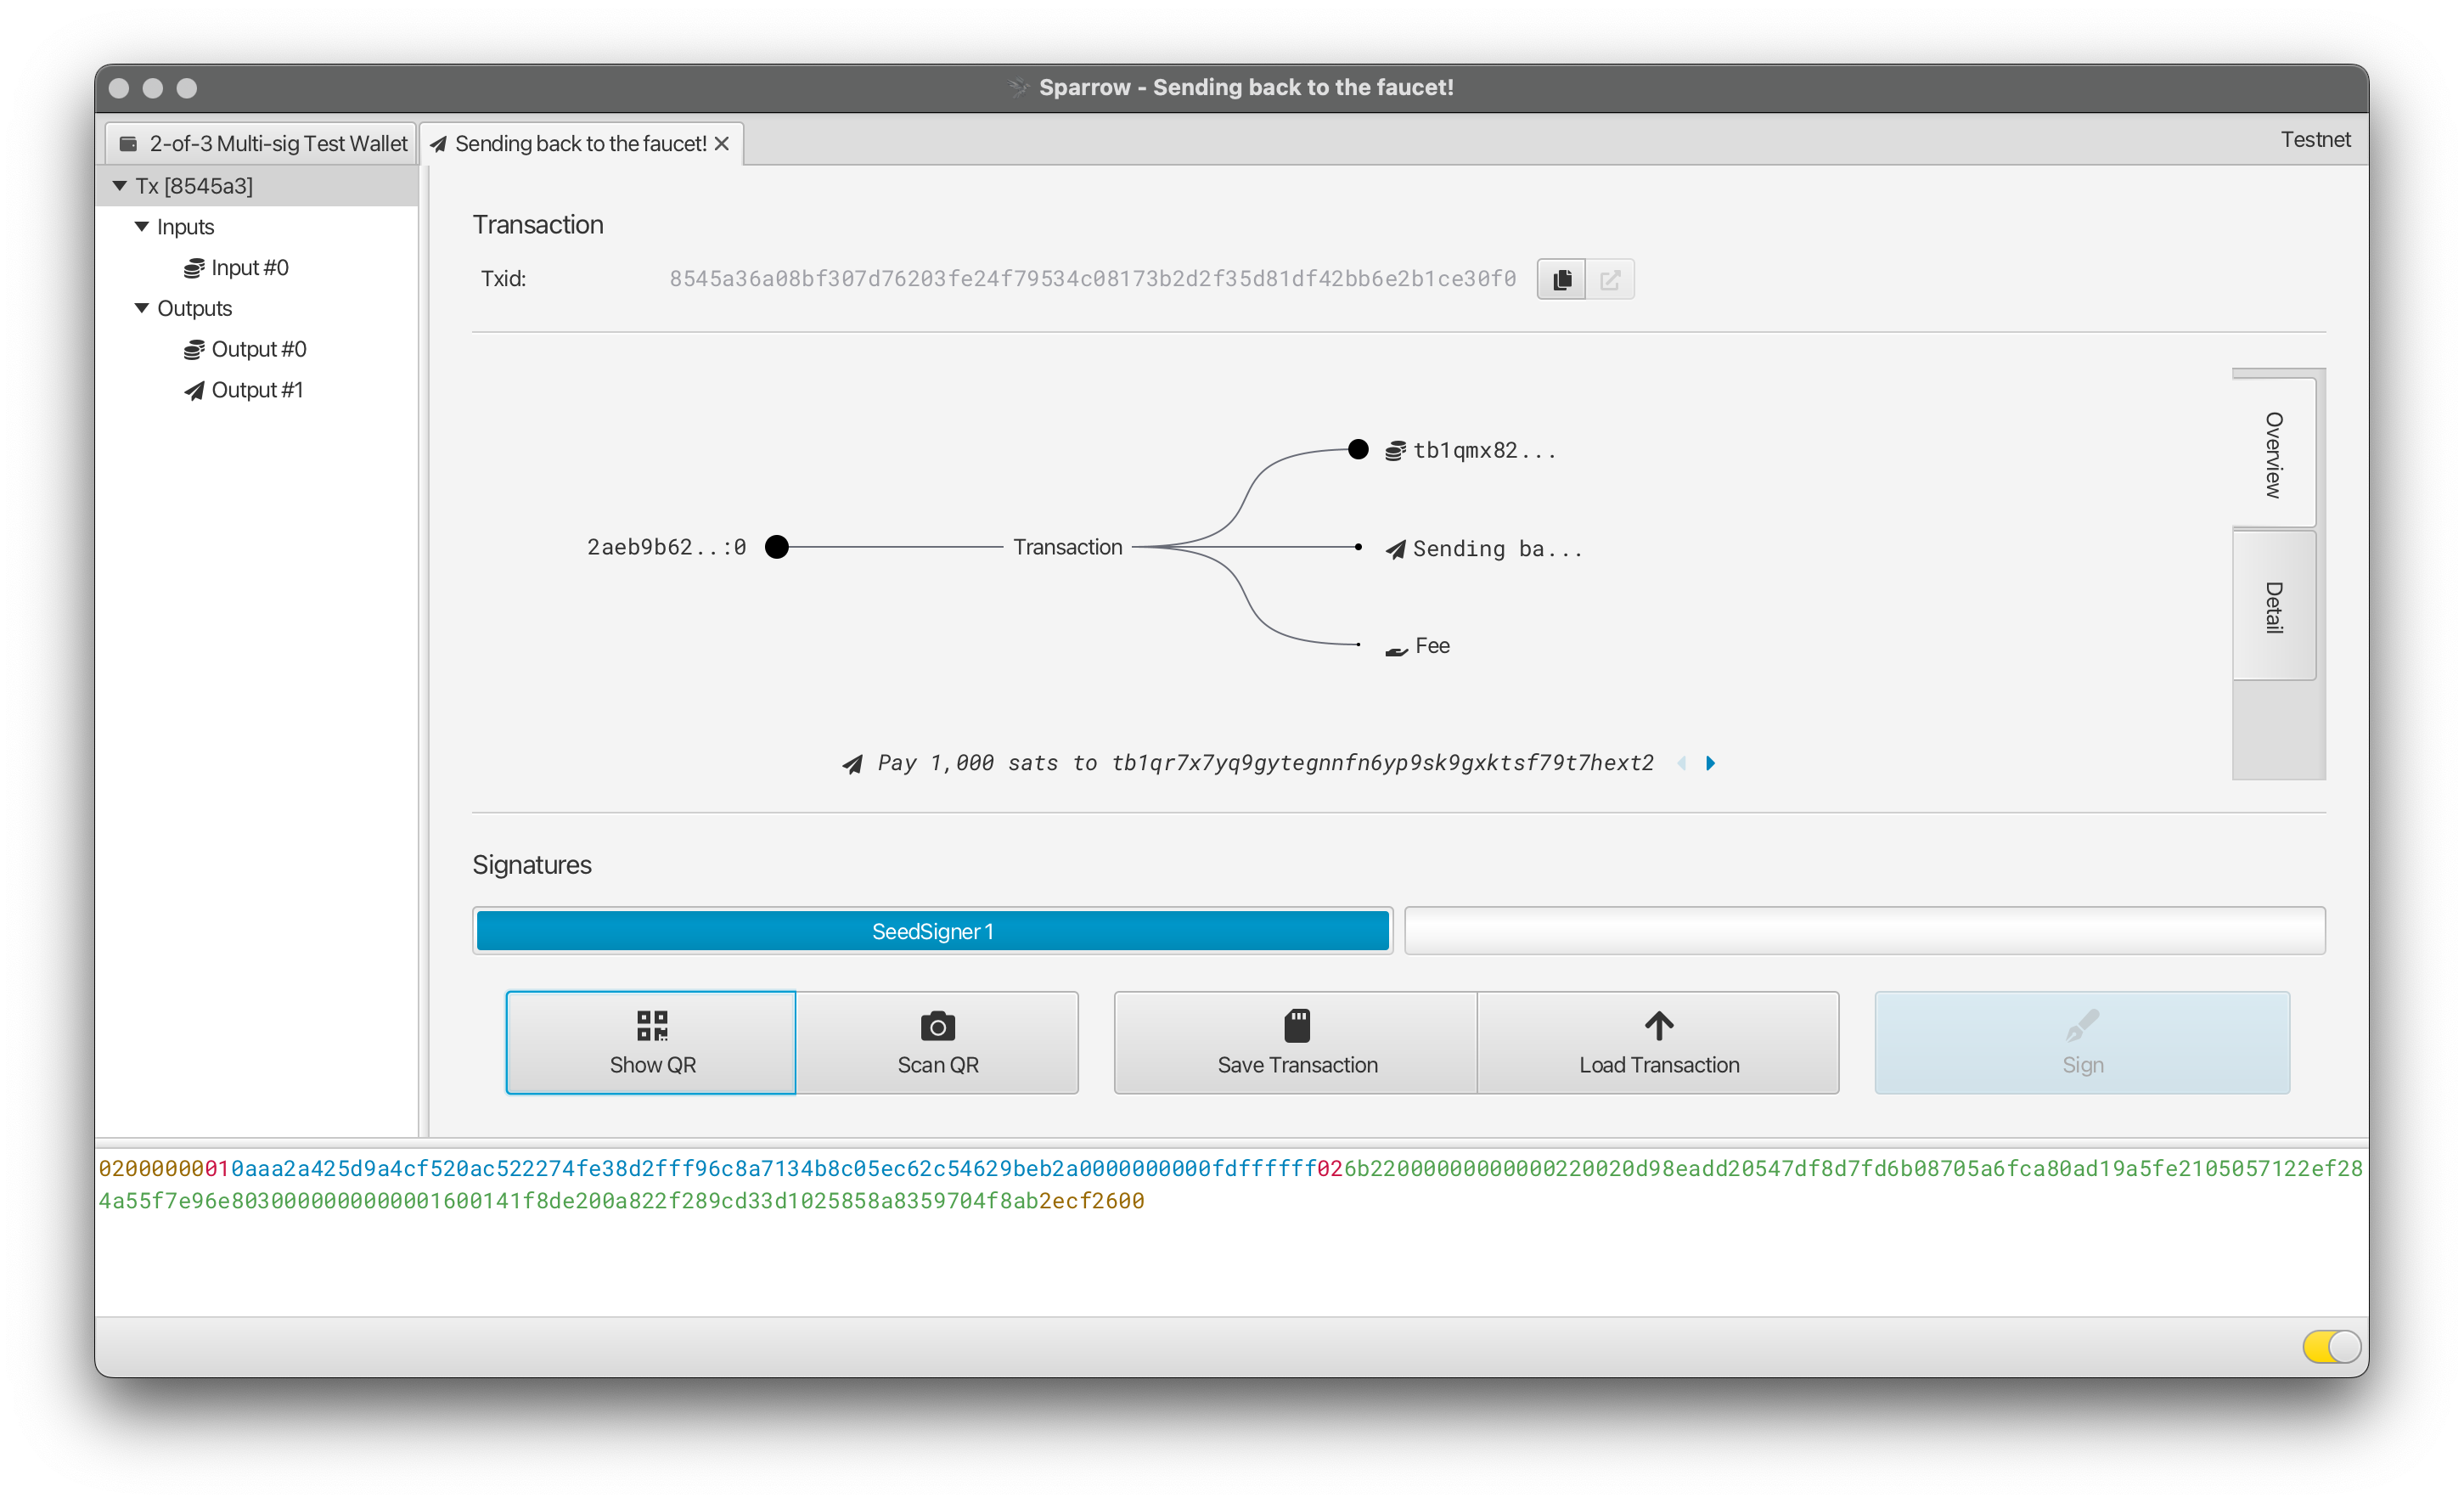 Sparrow - Sending back to the faucet!
2-of-3 Multi-sig Test Wallet
Sending back to the faucet!
Testnet
Tx [8545a3]
Inputs
Input #0
Outputs
Output #0
Output #1
Transaction
Txid:
8545a36a08bf307d76203fe24f79534c08173b2d2f35d81df42bb6e2b1ce30f0
2aeb9b62..:0
Transaction
tb1qmx82...
Sending ba...
Fee
Overview
Detail
Pay 1,000 sats to tb1qr7x7yq9gytegnnfn6yp9sk9gxktsf79t7hext2
Signatures
SeedSigner 1
Show QR
Scan QR
Save Transaction
Load Transaction
Sign
02000000010aaa2a425d9a4cf520ac522274fe38d2fff96c8a7134b8c05ec62c54629beb2a0000000000fdffffff026b22000000000000220020d98eadd20547df8d7fd6b08705a6fca80ad19a5fe2105057122ef28
4a55f7e96e8030000000000001600141f8de200a822f289cd33d1025858a8359704f8ab2ecf2600